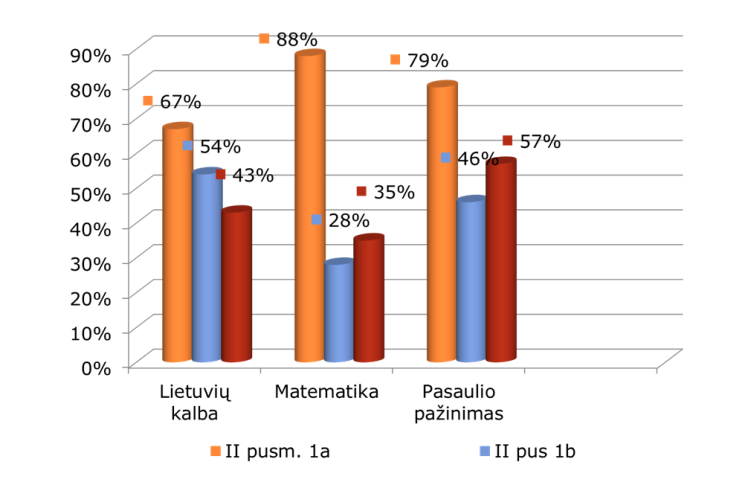 88%
90%
79%
80%
67%
70%
54%
57%
60%
46%
43%
50%
35%
40%
28%
30%
20%
10%
0%
Lietuvių
kalba
Matematika
Pasaulio
pažinimas
II pusm. 1a
II pus 1b